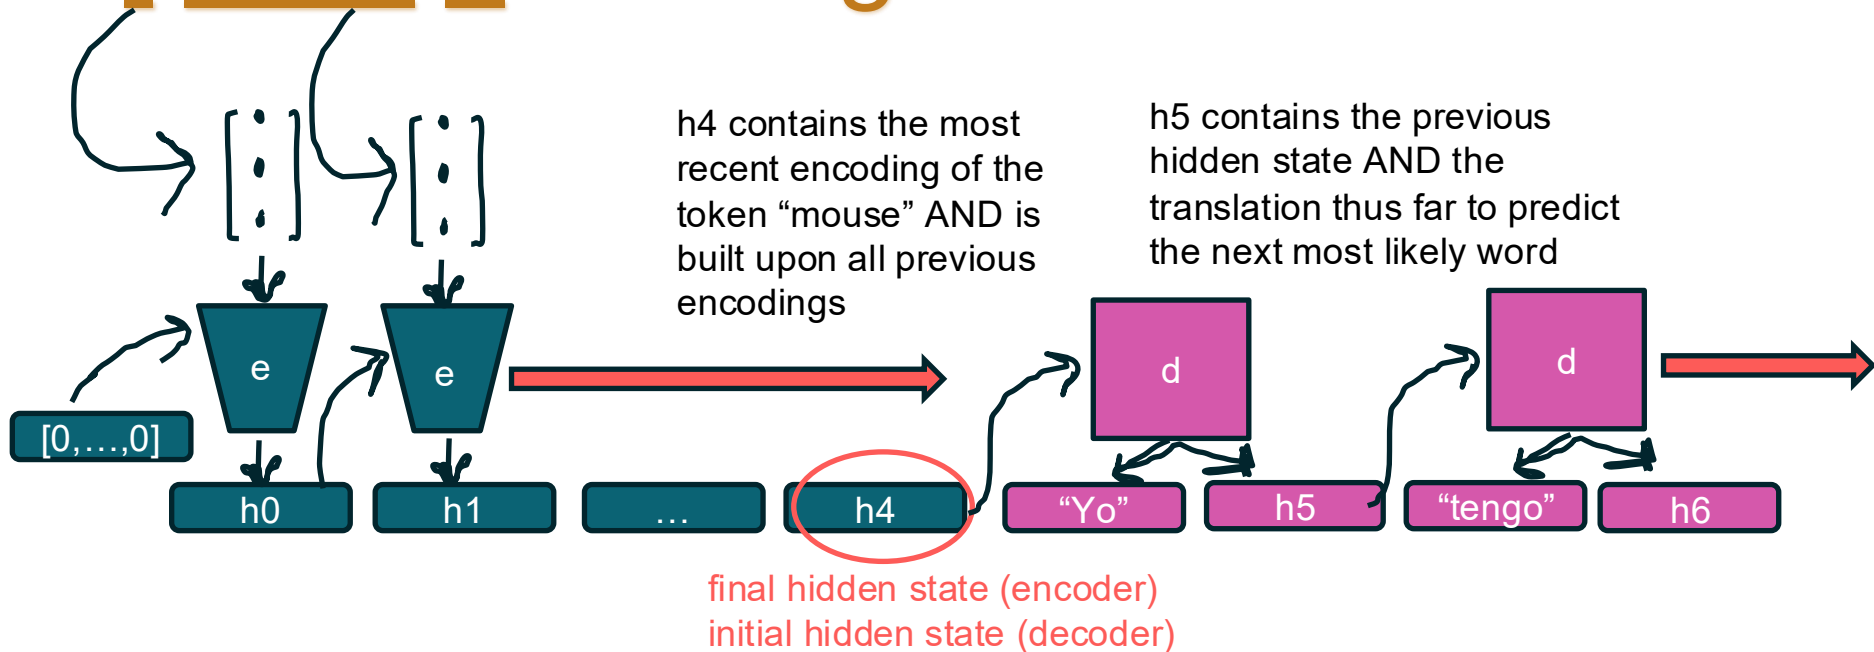 h4 contains the most
recent encoding of the
token “mouse” AND is
built upon all previous
encodings
h5 contains the previous
hidden state AND the
translation thus far to predict
the next most likely word
e
e
d
d
[0,…,0]
h0
h1
…
h4
“Yo”
h5
“tengo”
h6
final hidden state (encoder)
initial hidden state (decoder)